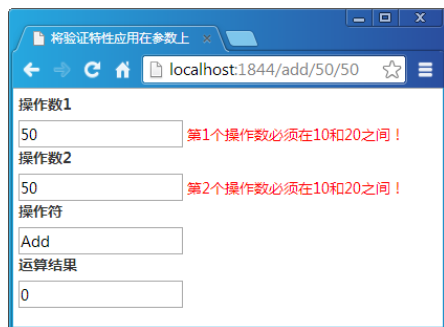 将验证特性应用在参数上
localhost:1844/add/50/50
操作数1
50 第1个操作数必须在10和20之间！
操作数2
50 第2个操作数必须在10和20之间！
操作符
Add
运算结果
0